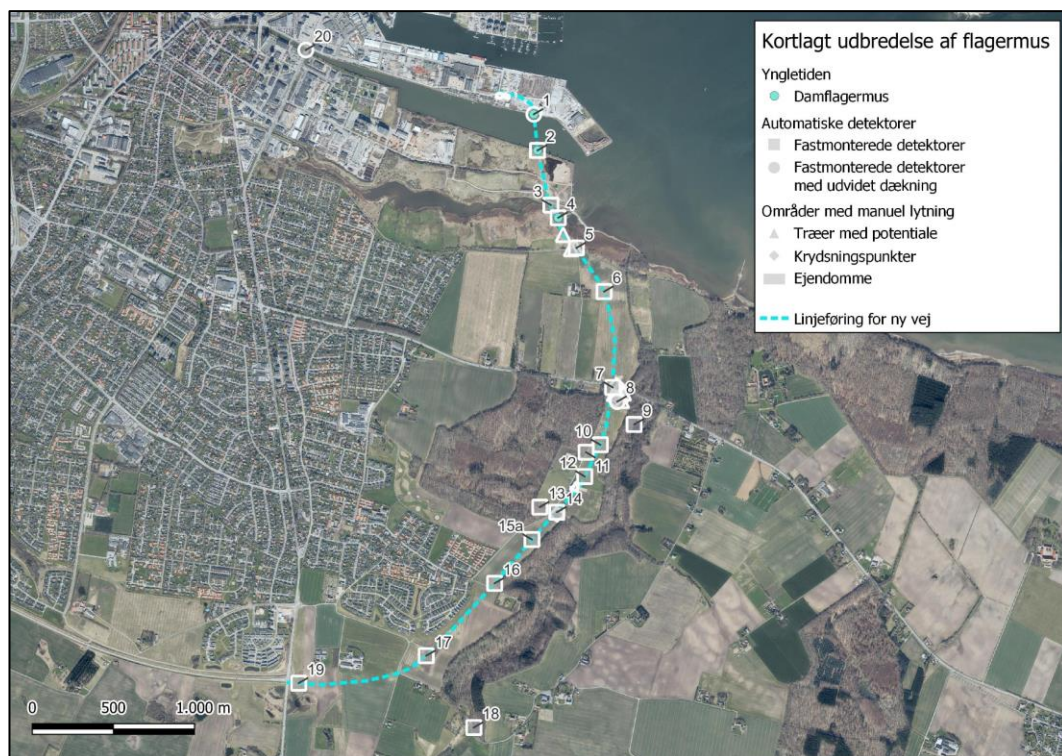 Kortlagt udbredelse af flagermus
Yngletiden
Damflagermus
Automatiske detektorer
Fastmonterede detektorer
Fastmonterede detektorer
med udvidet dækning
Områder med manuel lytning
Træer med potentiale
Krydsningspunkter
Ejendomme
Linjeføring for ny vej
20
1
2
3
4
5
6
7
8
9
10
11
12
13
14
15a
16
17
19
18
0 500 1.000 m